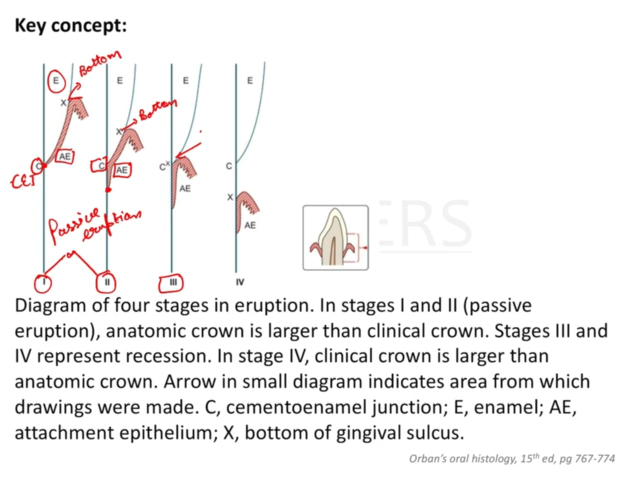 Key concept:
E
Bottom
X
C
AE
CEJ
Passive
eruption
I
E
X
Bottom
C
AE
II
E
C
X
AE
III
E
C
X
AE
IV
ERS
Diagram of four stages in eruption. In stages I and II (passive
eruption), anatomic crown is larger than clinical crown. Stages III and
IV represent recession. In stage IV, clinical crown is larger than
anatomic crown. Arrow in small diagram indicates area from which
drawings were made. C, cementoenamel junction; E, enamel; AE,
attachment epithelium; X, bottom of gingival sulcus.
Orban's oral histology, 15th ed, pg 767-774